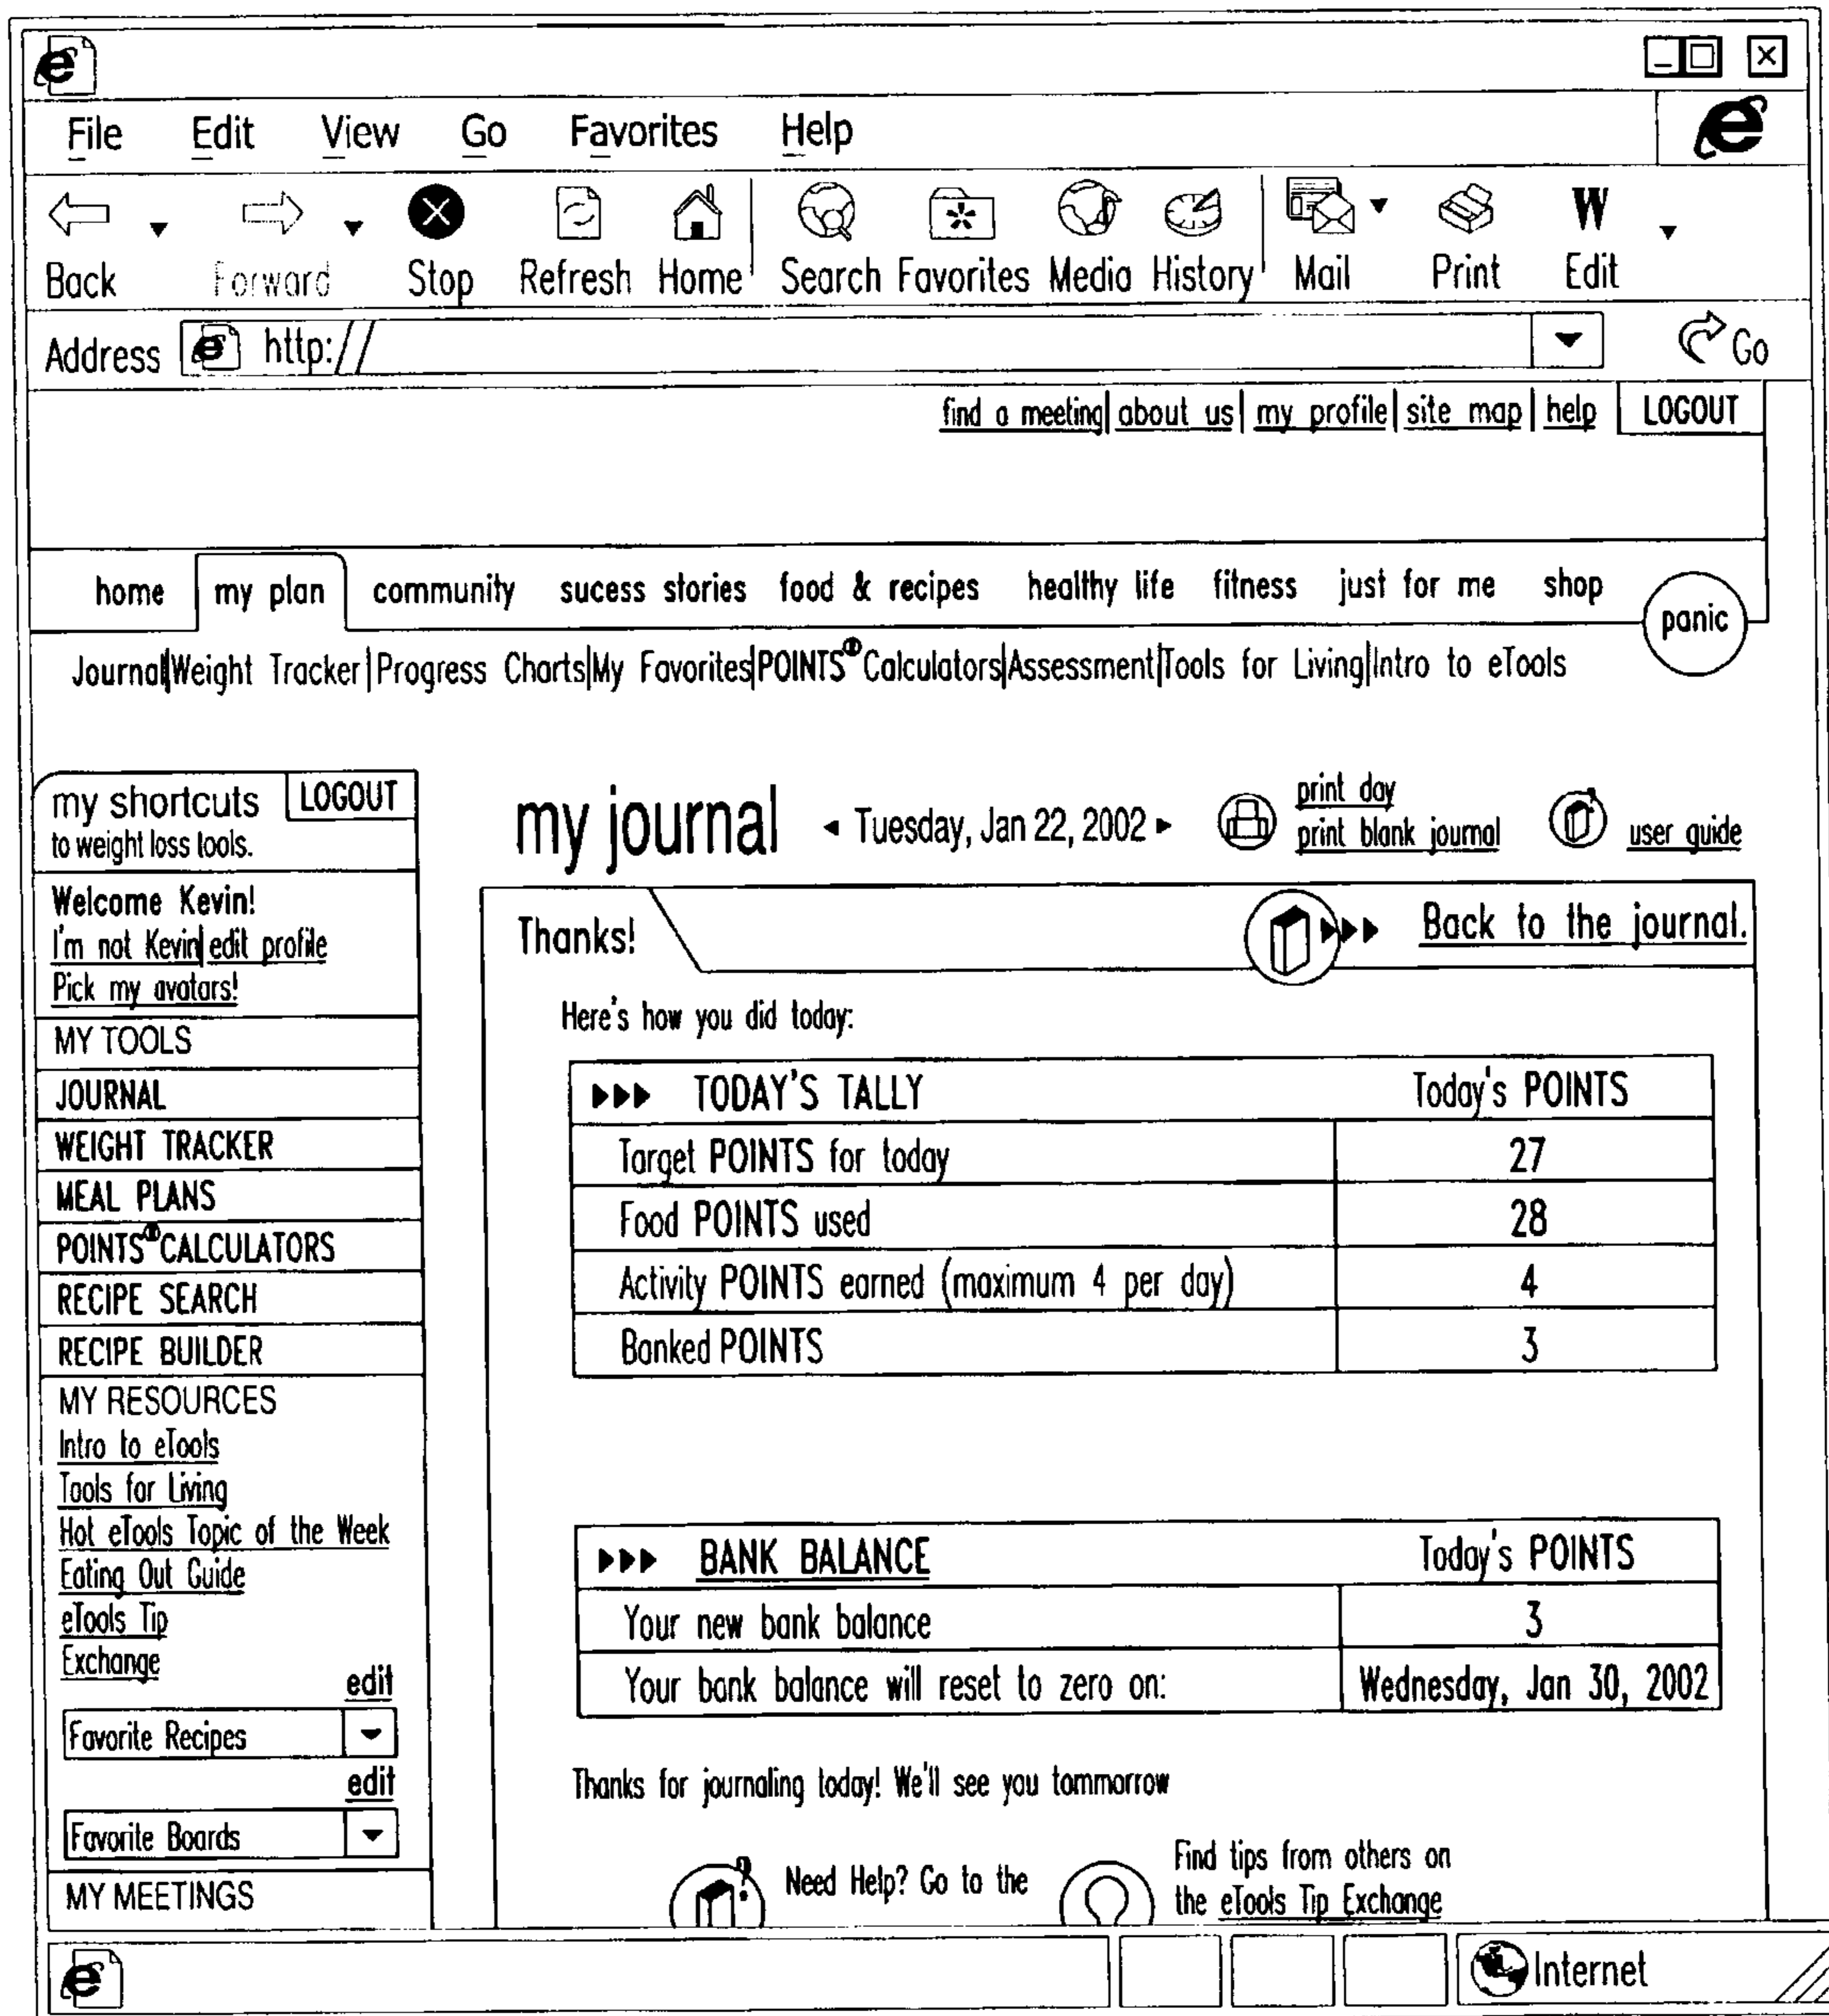 File Edit View Go Favorites Help
Back Forward Stop Refresh Home Search Favorites Media History Mail Print Edit
Address http:// Go
find a meeting| about us| my profile| site map| help LOGOUT
home my plan community sucess stories food & recipes healthy life fitness just for me shop panic
Journal|Weight Tracker|Progress Charts|My Favorites|POINTS® Calculators|Assessment|Tools for Living|Intro to eTools
my shortcuts LOGOUT
to weight loss tools.
Welcome Kevin!
I'm not Kevin|edit profile
Pick my avatars!
MY TOOLS
JOURNAL
WEIGHT TRACKER
MEAL PLANS
POINTS® CALCULATORS
RECIPE SEARCH
RECIPE BUILDER
MY RESOURCES
Intro to eTools
Tools for Living
Hot eTools Topic of the Week
Eating Out Guide
eTools Tip
Exchange
edit
Favorite Recipes
edit
Favorite Boards
MY MEETINGS
my journal Tuesday, Jan 22, 2002
print day
print blank journal
user guide
Thanks! Back to the journal.
Here's how you did today:
TODAY'S TALLY Today's POINTS
Target POINTS for today 27
Food POINTS used 28
Activity POINTS earned (maximum 4 per day) 4
Banked POINTS 3
BANK BALANCE Today's POINTS
Your new bank balance 3
Your bank balance will reset to zero on: Wednesday, Jan 30, 2002
Thanks for journaling today! We'll see you tommorrow
Need Help? Go to the
Find tips from others on
the eTools Tip Exchange
Internet